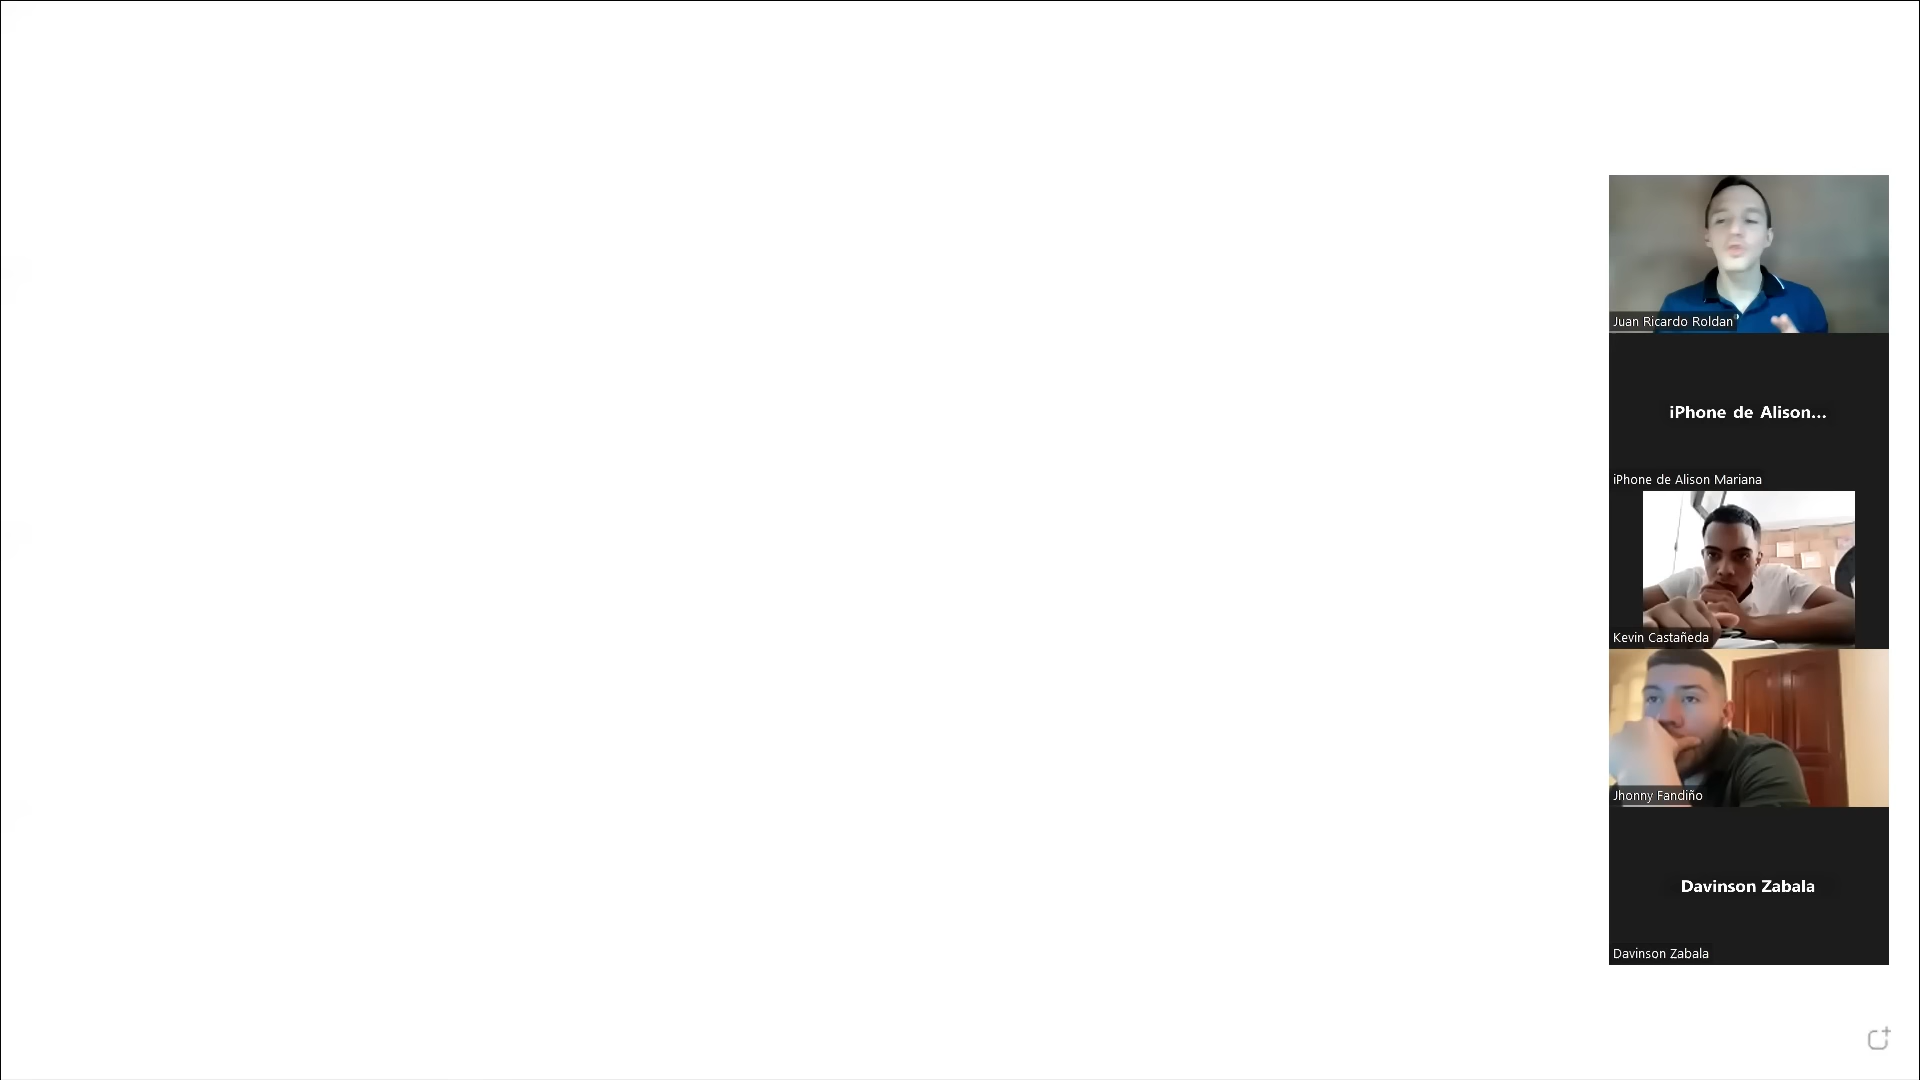 Juan Ricardo Roldan
iPhone de Alison...
iPhone de Alison Mariana
Kevin Castañeda
Jhonny Fandiño
Davinson Zabala
Davinson Zabala